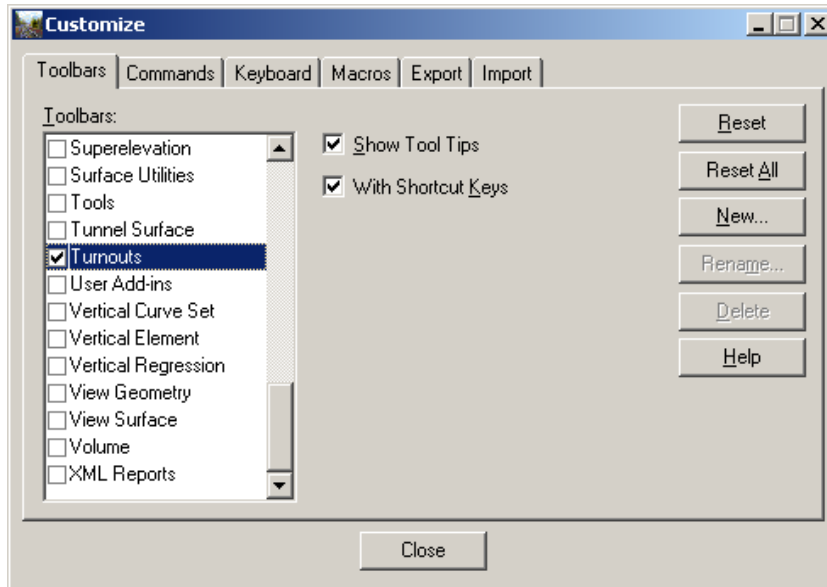 Customize
Toolbars Commands Keyboard Macros Export Import
Toolbars:
Superelevation
Surface Utilities
Tools
Tunnel Surface
Turnouts
User Add-ins
Vertical Curve Set
Vertical Element
Vertical Regression
View Geometry
View Surface
Volume
XML Reports
Show Tool Tips
With Shortcut Keys
Reset
Reset All
New...
Rename...
Delete
Help
Close